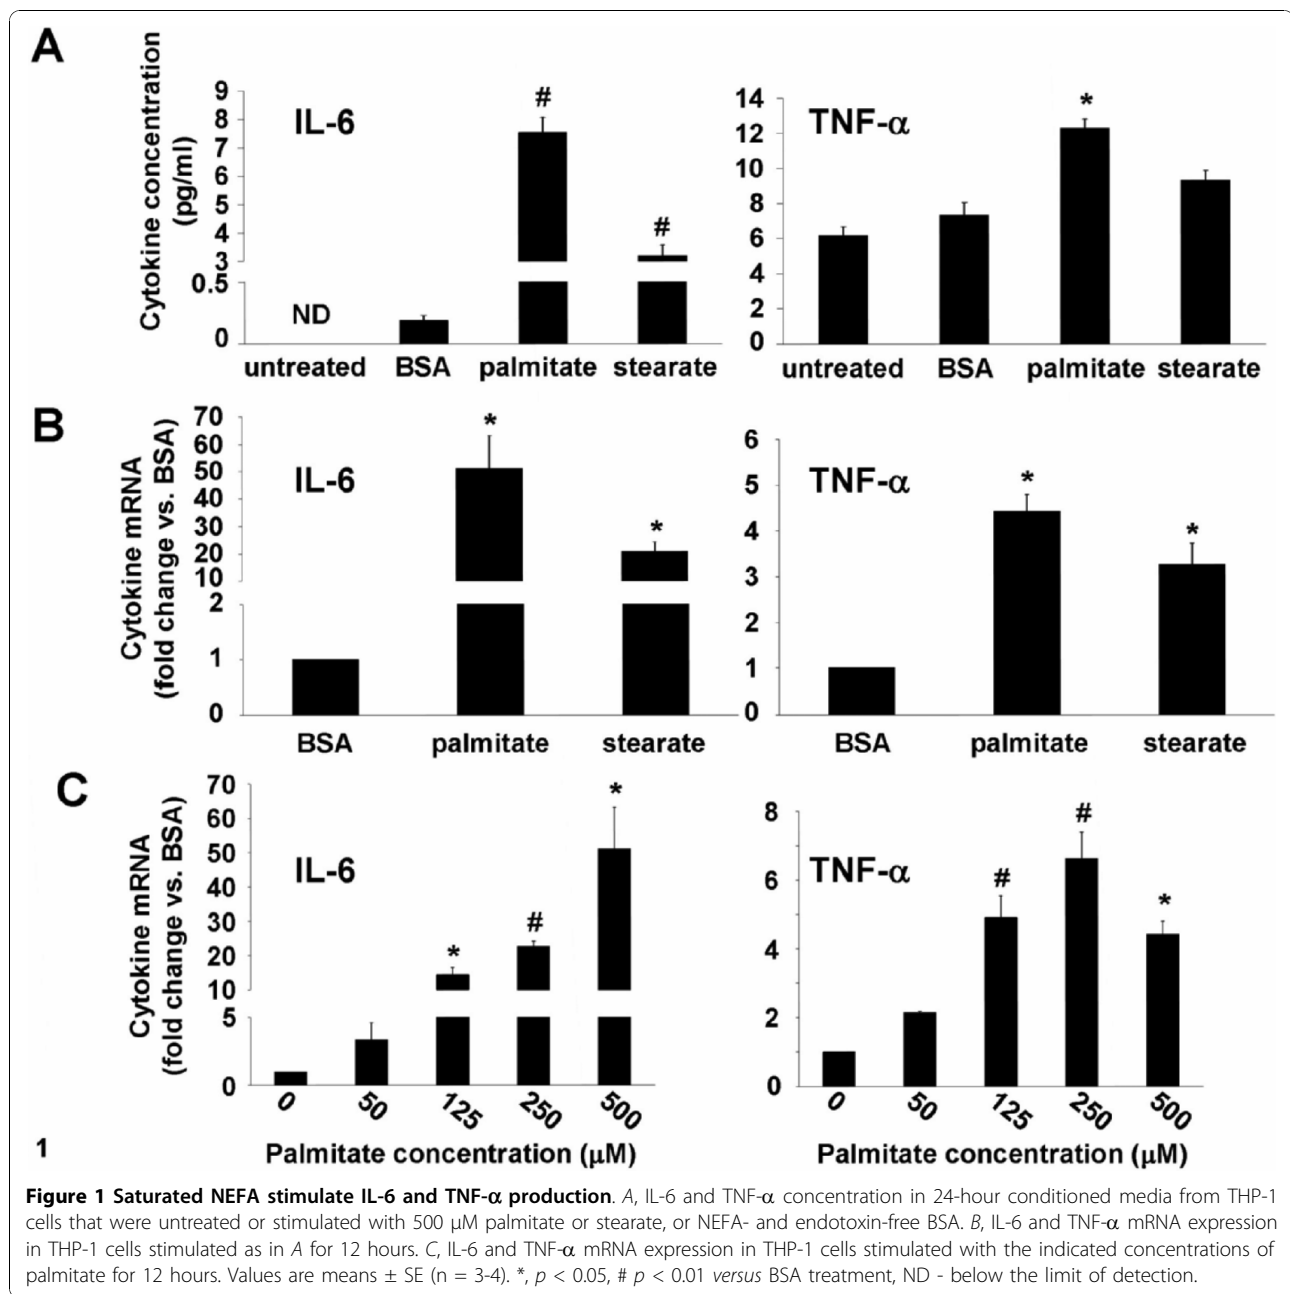 A
Cytokine concentration
(pg/ml)
9
8
7
6
5
4
3
0.5
0
IL-6
#
#
ND
untreated BSA palmitate stearate
14
12
10
8
6
4
2
0
TNF-α
*
untreated BSA palmitate stearate
B
Cytokine mRNA
(fold change vs. BSA)
70
60
50
40
30
20
10
2
1
0
IL-6
*
*
BSA palmitate stearate
6
5
4
3
2
1
0
TNF-α
*
*
BSA palmitate stearate
C
Cytokine mRNA
(fold change vs. BSA)
70
60
50
40
30
20
10
5
0
IL-6
*
#
*
0 50 125 250 500
Palmitate concentration (μM)
8
6
4
2
0
TNF-α
#
#
*
0 50 125 250 500
Palmitate concentration (μM)
1
Figure 1 Saturated NEFA stimulate IL-6 and TNF-α production. A, IL-6 and TNF-α concentration in 24-hour conditioned media from THP-1
cells that were untreated or stimulated with 500 μM palmitate or stearate, or NEFA- and endotoxin-free BSA. B, IL-6 and TNF-α mRNA expression
in THP-1 cells stimulated as in A for 12 hours. C, IL-6 and TNF-α mRNA expression in THP-1 cells stimulated with the indicated concentrations of
palmitate for 12 hours. Values are means ± SE (n = 3-4). *, p < 0.05, # p < 0.01 versus BSA treatment, ND - below the limit of detection.